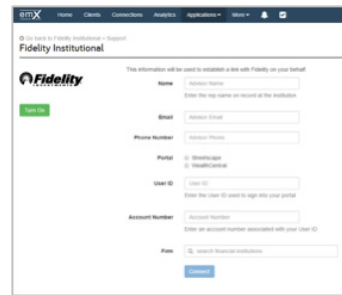 emX Home Clients Connections Analytics Applications More
Go back to Fidelity Institutional - Support
Fidelity Institutional
This information will be used to establish a link with Fidelity on your behalf.
Fidelity
INVESTMENTS
Turn On
Name Advisor Name
Enter the rep name on record at the institution
Email Advisor Email
Phone Number Advisor Phone
Portal Streetscape
WealthCentral
User ID User ID
Enter the User ID used to sign into your portal
Account Number Account Number
Enter an account number associated with your User ID
Firm search financial institutions
Connect